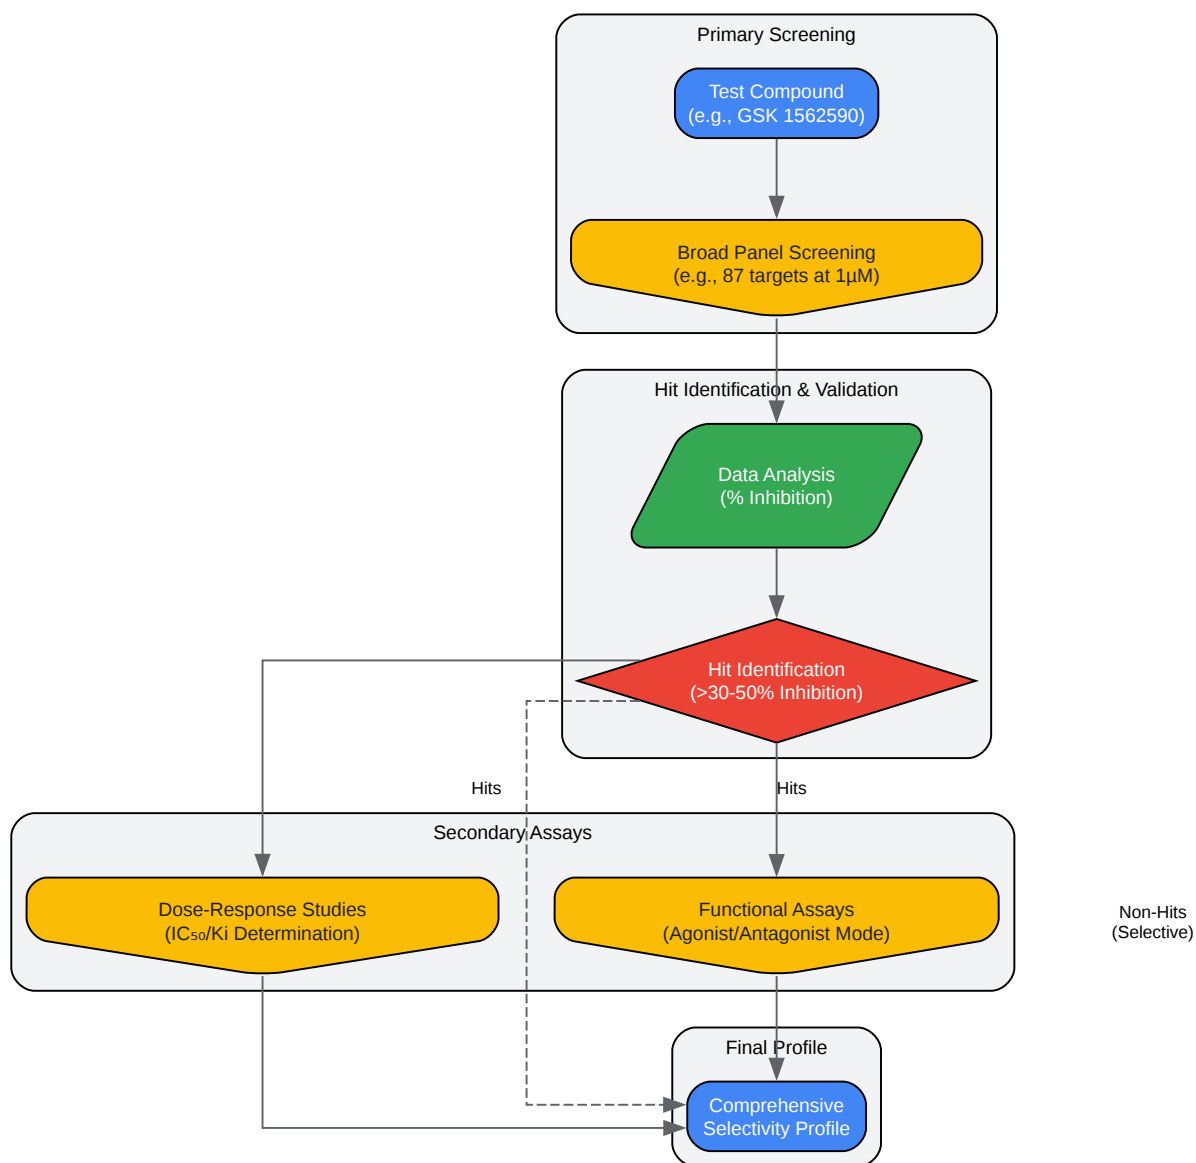 Primary Screening
Test Compound
(e.g., GSK 1562590)
Broad Panel Screening
(e.g., 87 targets at 1µM)
Hit Identification & Validation
Data Analysis
(% Inhibition)
Hit Identification
(>30-50% Inhibition)
Hits
Hits
Secondary Assays
Dose-Response Studies
(IC₅₀/Ki Determination)
Functional Assays
(Agonist/Antagonist Mode)
Non-Hits
(Selective)
Final Profile
Comprehensive
Selectivity Profile